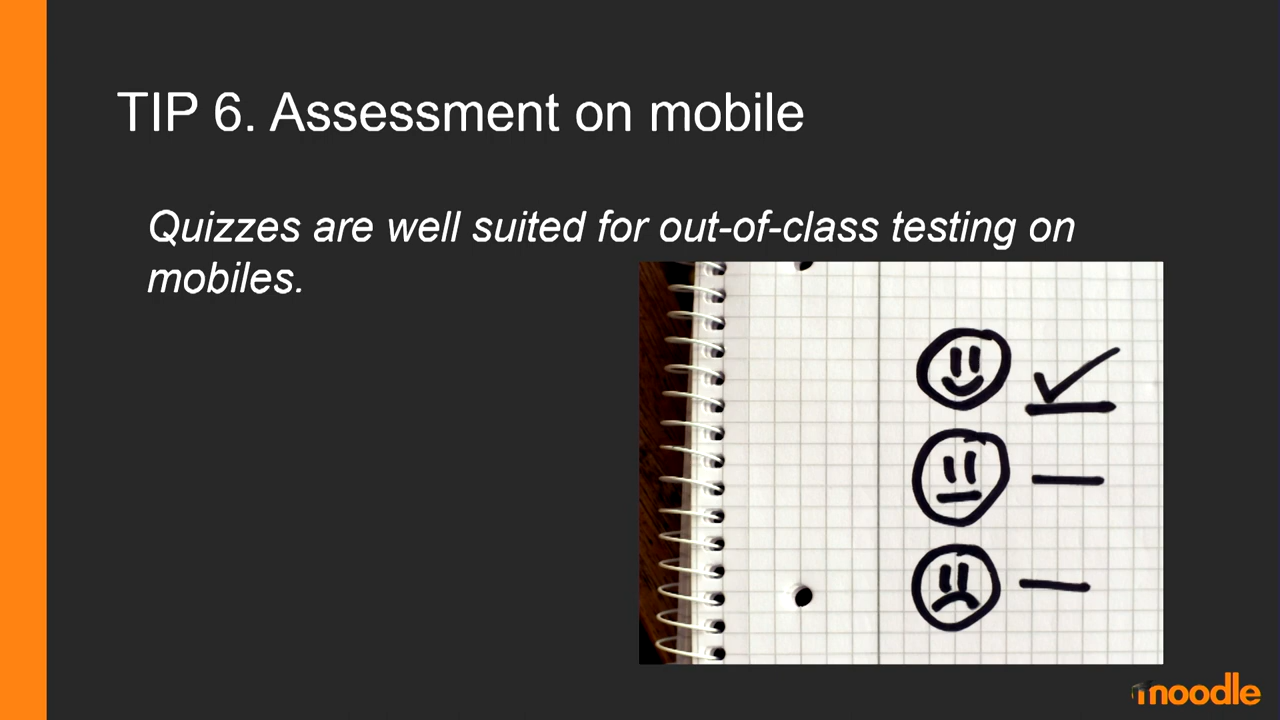 TIP 6. Assessment on mobile
Quizzes are well suited for out-of-class testing on
mobiles.
moodle